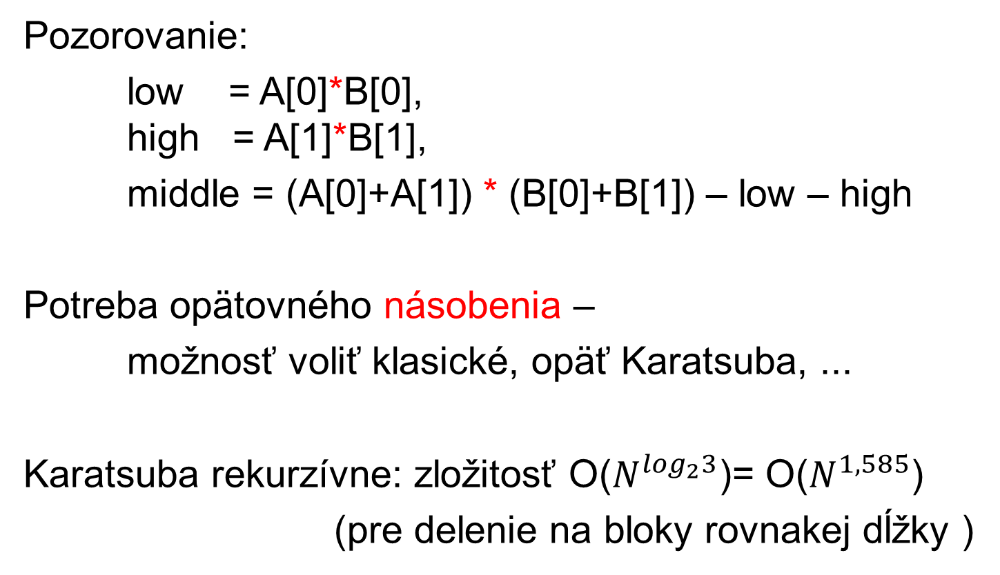 Pozorovanie:
low = A[0]*B[0],
high = A[1]*B[1],
middle = (A[0]+A[1]) * (B[0]+B[1]) – low – high
Potreba opätovného násobenia –
možnosť voliť klasické, opäť Karatsuba, ...
Karatsuba rekurzívne: zložitosť O($N^{log_2 3}$)= O($N^{1,585}$)
(pre delenie na bloky rovnakej dĺžky )